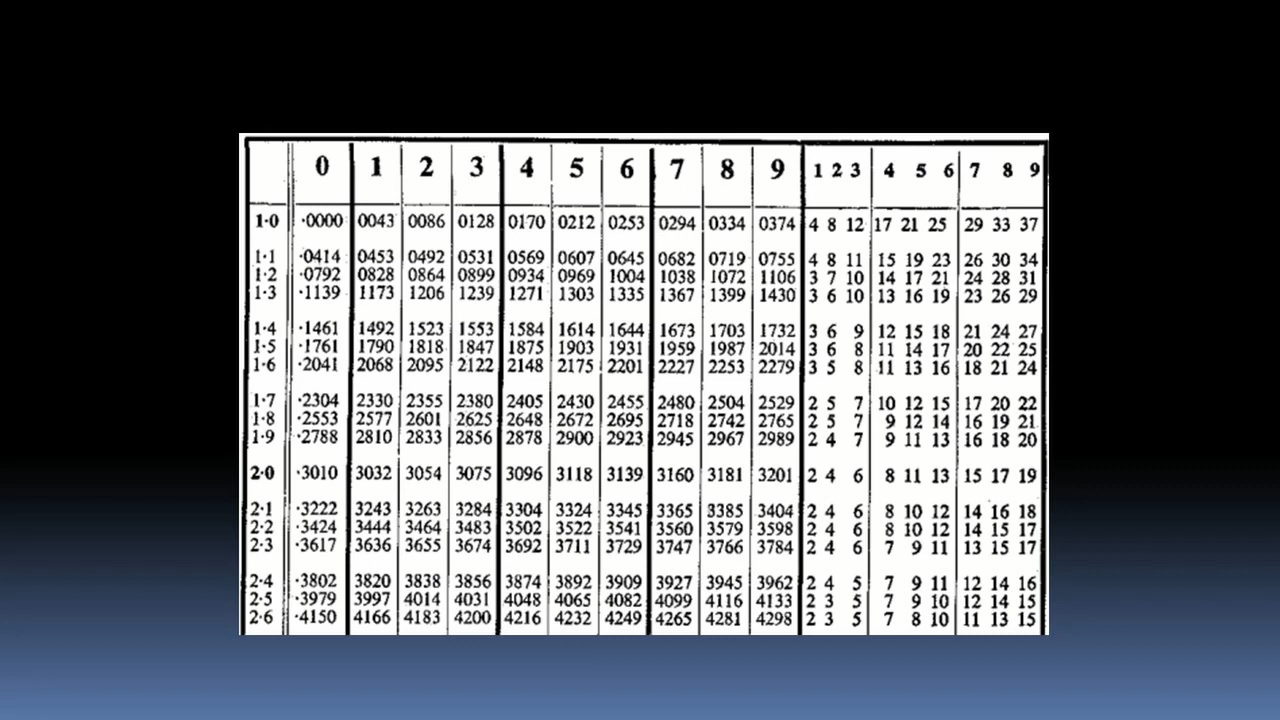 0 1 2 3 4 5 6 7 8 9 1 2 3 4 5 6 7 8 9
1·0 ·0000 0043 0086 0128 0170 0212 0253 0294 0334 0374 4 8 12 17 21 25 29 33 37
1·1 ·0414 0453 0492 0531 0569 0607 0645 0682 0719 0755 4 8 11 15 19 23 26 30 34
1·2 ·0792 0828 0864 0899 0934 0969 1004 1038 1072 1106 3 7 10 14 17 21 24 28 31
1·3 ·1139 1173 1206 1239 1271 1303 1335 1367 1399 1430 3 6 10 13 16 19 23 26 29
1·4 ·1461 1492 1523 1553 1584 1614 1644 1673 1703 1732 3 6 9 12 15 18 21 24 27
1·5 ·1761 1790 1818 1847 1875 1903 1931 1959 1987 2014 3 6 8 11 14 17 20 22 25
1·6 ·2041 2068 2095 2122 2148 2175 2201 2227 2253 2279 3 5 8 11 13 16 18 21 24
1·7 ·2304 2330 2355 2380 2405 2430 2455 2480 2504 2529 2 5 7 10 12 15 17 20 22
1·8 ·2553 2577 2601 2625 2648 2672 2695 2718 2742 2765 2 5 7 9 12 14 16 19 21
1·9 ·2788 2810 2833 2856 2878 2900 2923 2945 2967 2989 2 4 7 9 11 13 16 18 20
2·0 ·3010 3032 3054 3075 3096 3118 3139 3160 3181 3201 2 4 6 8 11 13 15 17 19
2·1 ·3222 3243 3263 3284 3304 3324 3345 3365 3385 3404 2 4 6 8 10 12 14 16 18
2·2 ·3424 3444 3464 3483 3502 3522 3541 3560 3579 3598 2 4 6 8 10 12 14 15 17
2·3 ·3617 3636 3655 3674 3692 3711 3729 3747 3766 3784 2 4 6 7 9 11 13 15 17
2·4 ·3802 3820 3838 3856 3874 3892 3909 3927 3945 3962 2 4 5 7 9 11 12 14 16
2·5 ·3979 3997 4014 4031 4048 4065 4082 4099 4116 4133 2 3 5 7 9 10 12 14 15
2·6 ·4150 4166 4183 4200 4216 4232 4249 4265 4281 4298 2 3 5 7 8 10 11 13 15